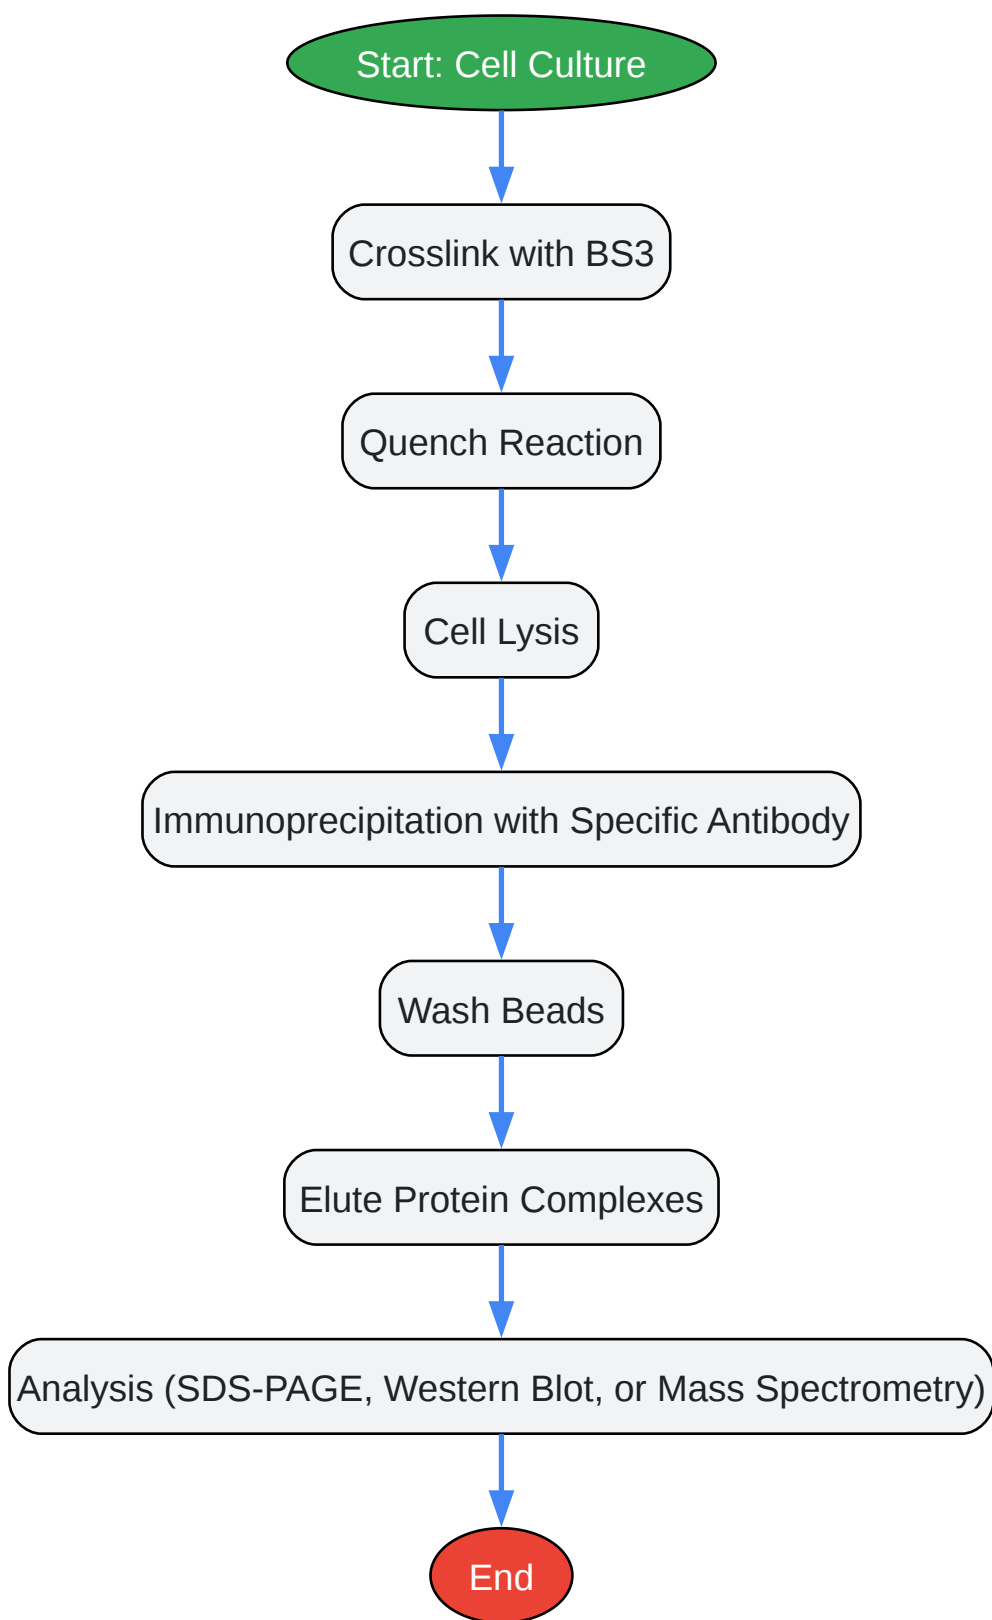 Start: Cell Culture
Crosslink with BS3
Quench Reaction
Cell Lysis
Immunoprecipitation with Specific Antibody
Wash Beads
Elute Protein Complexes
Analysis (SDS-PAGE, Western Blot, or Mass Spectrometry)
End